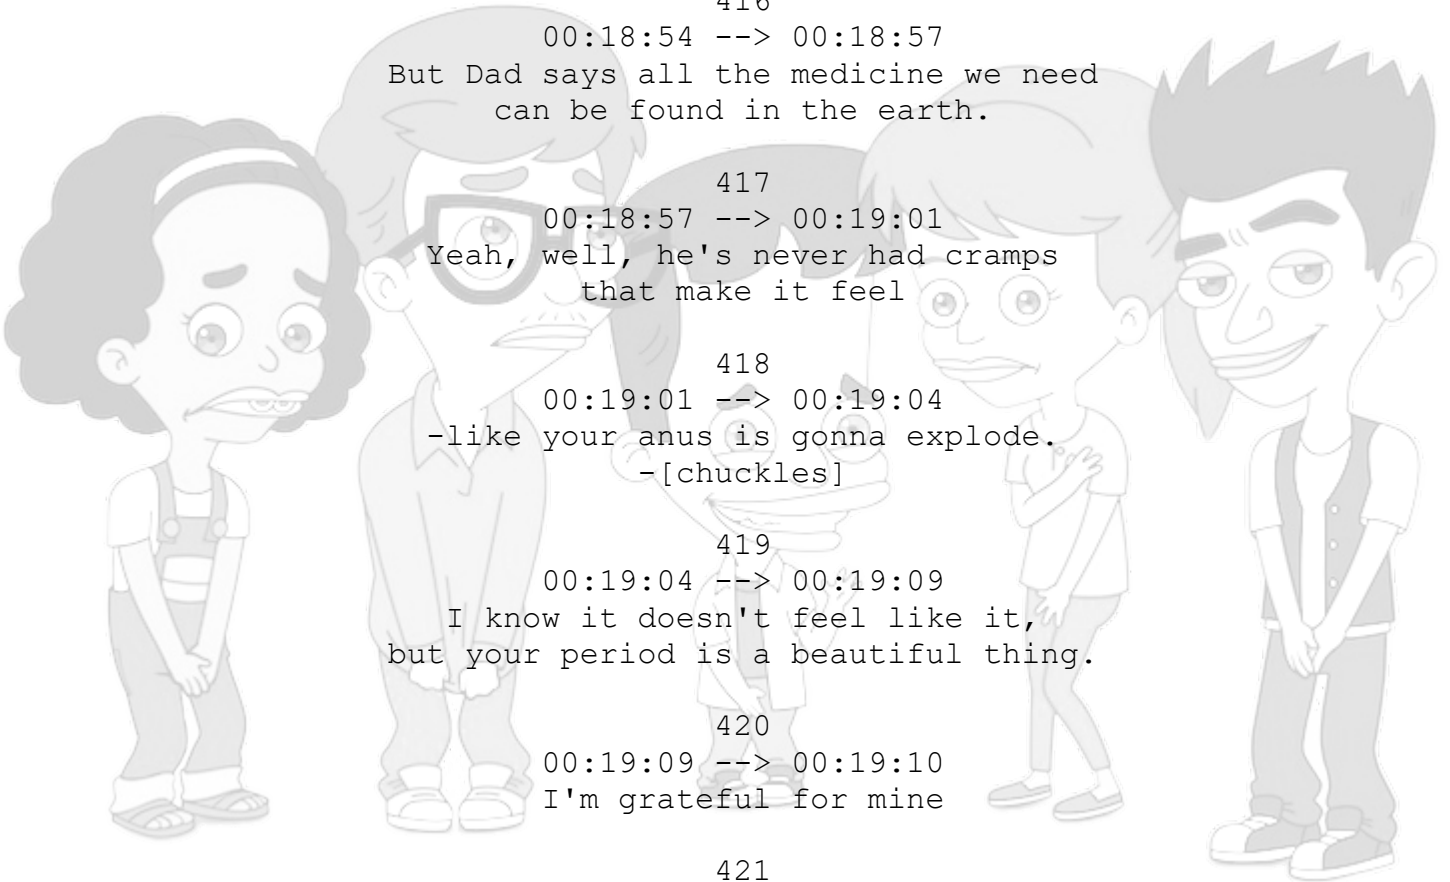 416
00:18:54 --> 00:18:57
But Dad says all the medicine we need
can be found in the earth.
417
00:18:57 --> 00:19:01
Yeah, well, he's never had cramps
that make it feel
418
00:19:01 --> 00:19:04
-like your anus is gonna explode.
-[chuckles]
419
00:19:04 --> 00:19:09
I know it doesn't feel like it,
but your period is a beautiful thing.
420
00:19:09 --> 00:19:10
I'm grateful for mine
421